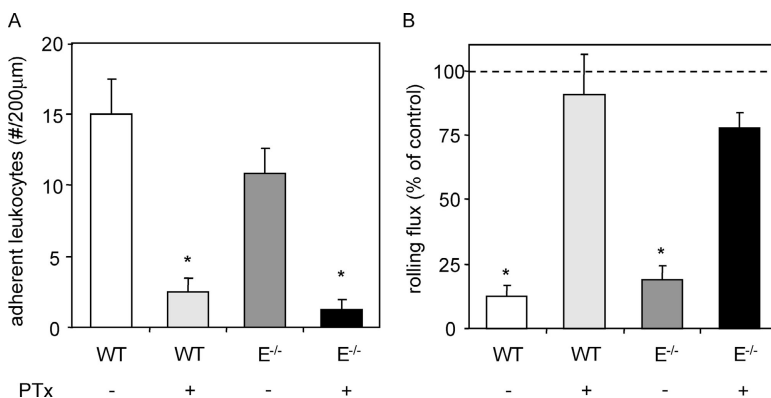 A
adherent leukocytes (#/200µm)
20
15
10
5
0
*
*
WT WT E-/- E-/-
PTx - + - +
B
rolling flux (% of control)
100
75
50
25
0
*
*
WT WT E-/- E-/-
- + - +